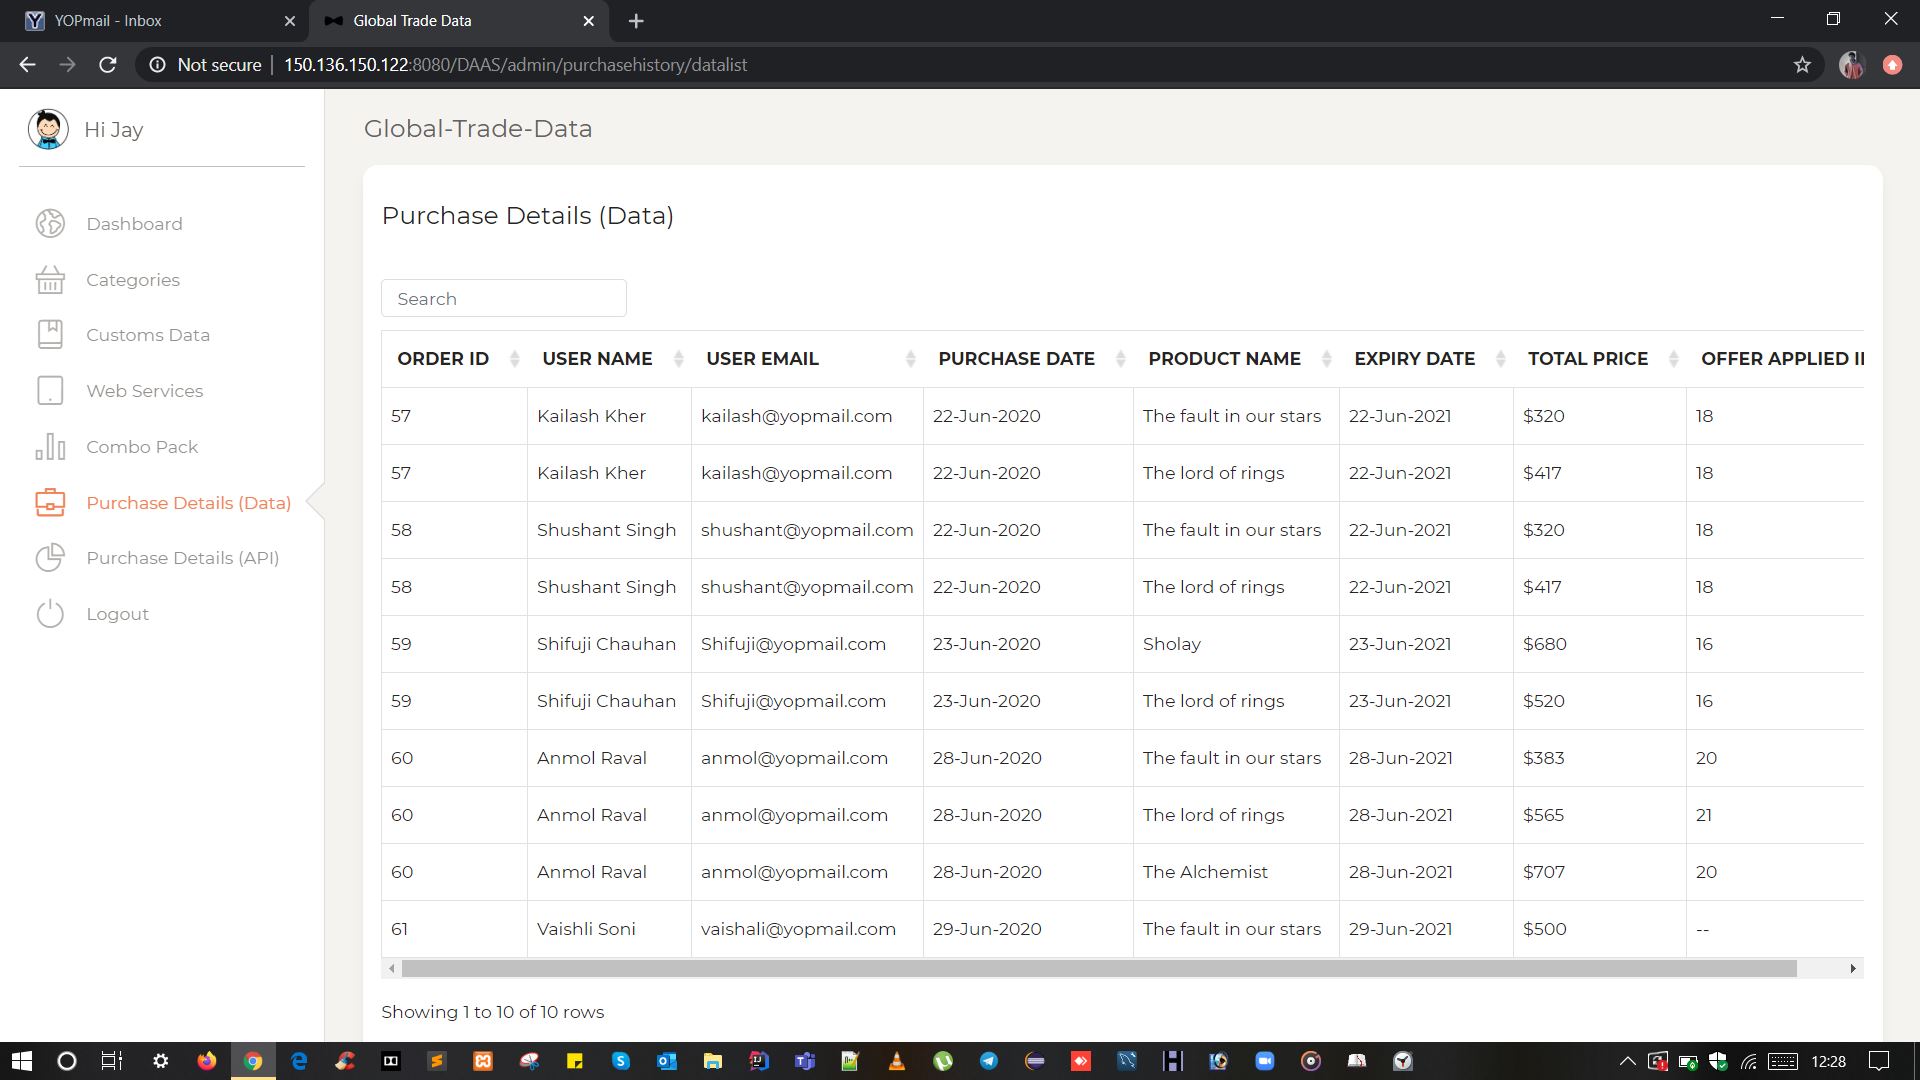 YOPmail - Inbox
Global Trade Data
Not secure | 150.136.150.122:8080/DAAS/admin/purchasehistory/datalist
Hi Jay
Dashboard
Categories
Customs Data
Web Services
Combo Pack
Purchase Details (Data)
Purchase Details (API)
Logout
Global-Trade-Data
Purchase Details (Data)
Search
ORDER ID USER NAME USER EMAIL PURCHASE DATE PRODUCT NAME EXPIRY DATE TOTAL PRICE OFFER APPLIED
57 Kailash Kher kailash@yopmail.com 22-Jun-2020 The fault in our stars 22-Jun-2021 $320 18
57 Kailash Kher kailash@yopmail.com 22-Jun-2020 The lord of rings 22-Jun-2021 $417 18
58 Shushant Singh shushant@yopmail.com 22-Jun-2020 The fault in our stars 22-Jun-2021 $320 18
58 Shushant Singh shushant@yopmail.com 22-Jun-2020 The lord of rings 22-Jun-2021 $417 18
59 Shifuji Chauhan Shifuji@yopmail.com 23-Jun-2020 Sholay 23-Jun-2021 $680 16
59 Shifuji Chauhan Shifuji@yopmail.com 23-Jun-2020 The lord of rings 23-Jun-2021 $520 16
60 Anmol Raval anmol@yopmail.com 28-Jun-2020 The fault in our stars 28-Jun-2021 $383 20
60 Anmol Raval anmol@yopmail.com 28-Jun-2020 The lord of rings 28-Jun-2021 $565 21
60 Anmol Raval anmol@yopmail.com 28-Jun-2020 The Alchemist 28-Jun-2021 $707 20
61 Vaishli Soni vaishali@yopmail.com 29-Jun-2020 The fault in our stars 29-Jun-2021 $500 --
Showing 1 to 10 of 10 rows
12:28